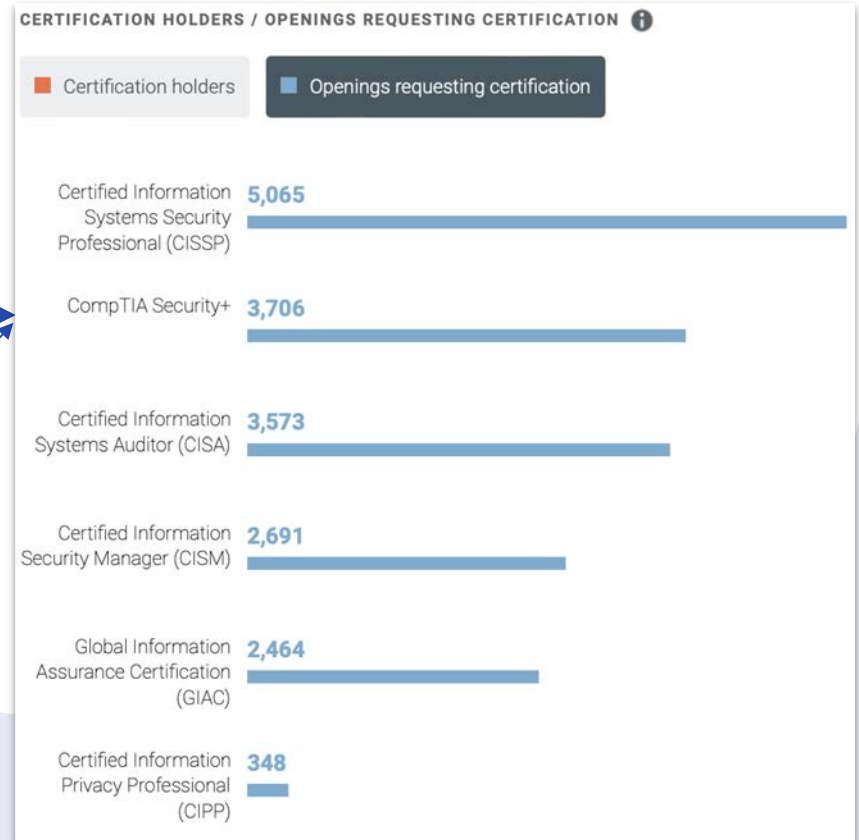 CERTIFICATION HOLDERS / OPENINGS REQUESTING CERTIFICATION i
Certification holders
Openings requesting certification
Certified Information
Systems Security
Professional (CISSP)
5,065
CompTIA Security+
3,706
Certified Information
Systems Auditor (CISA)
3,573
Certified Information
Security Manager (CISM)
2,691
Global Information
Assurance Certification
(GIAC)
2,464
Certified Information
Privacy Professional
(CIPP)
348